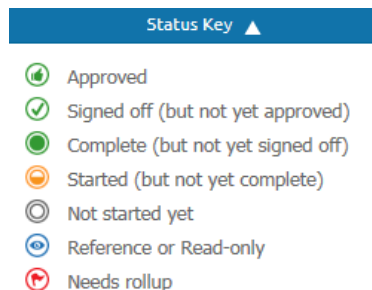 Status Key
Approved
Signed off (but not yet approved)
Complete (but not yet signed off)
Started (but not yet complete)
Not started yet
Reference or Read-only
Needs rollup